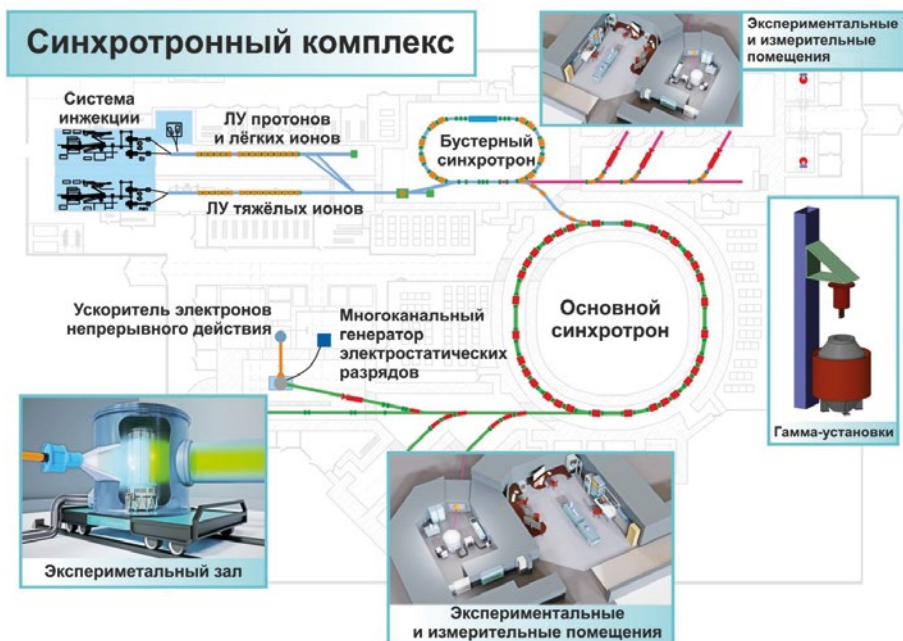 Синхротронный комплекс
Экспериментальные
и измерительные
помещения
Система
инжекции
ЛУ протонов
и лёгких ионов
Бустерный
синхротрон
ЛУ тяжёлых ионов
Ускоритель электронов
непрерывного действия
Многоканальный
генератор
электростатических
разрядов
Основной
синхротрон
Гамма-установки
Экспериметальный зал
Экспериментальные
и измерительные помещения